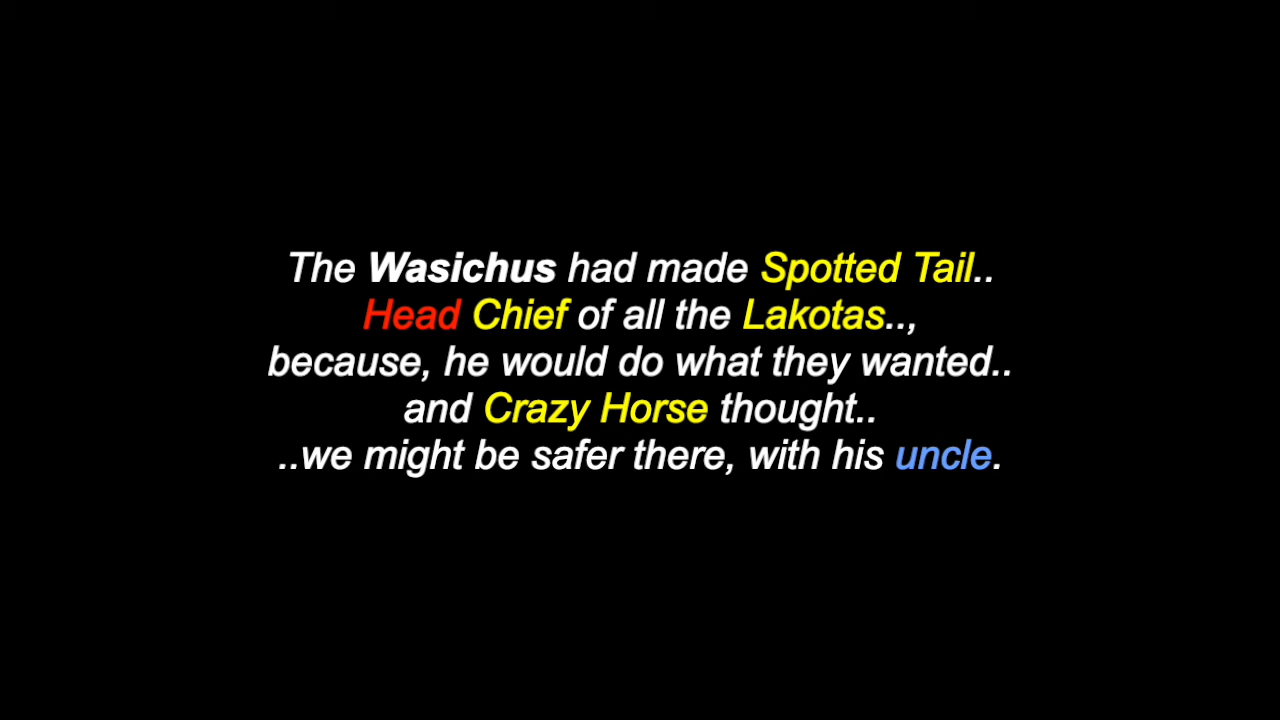 The Wasichus had made Spotted Tail..
Head Chief of all the Lakotas..,
because, he would do what they wanted..
and Crazy Horse thought..
..we might be safer there, with his uncle.